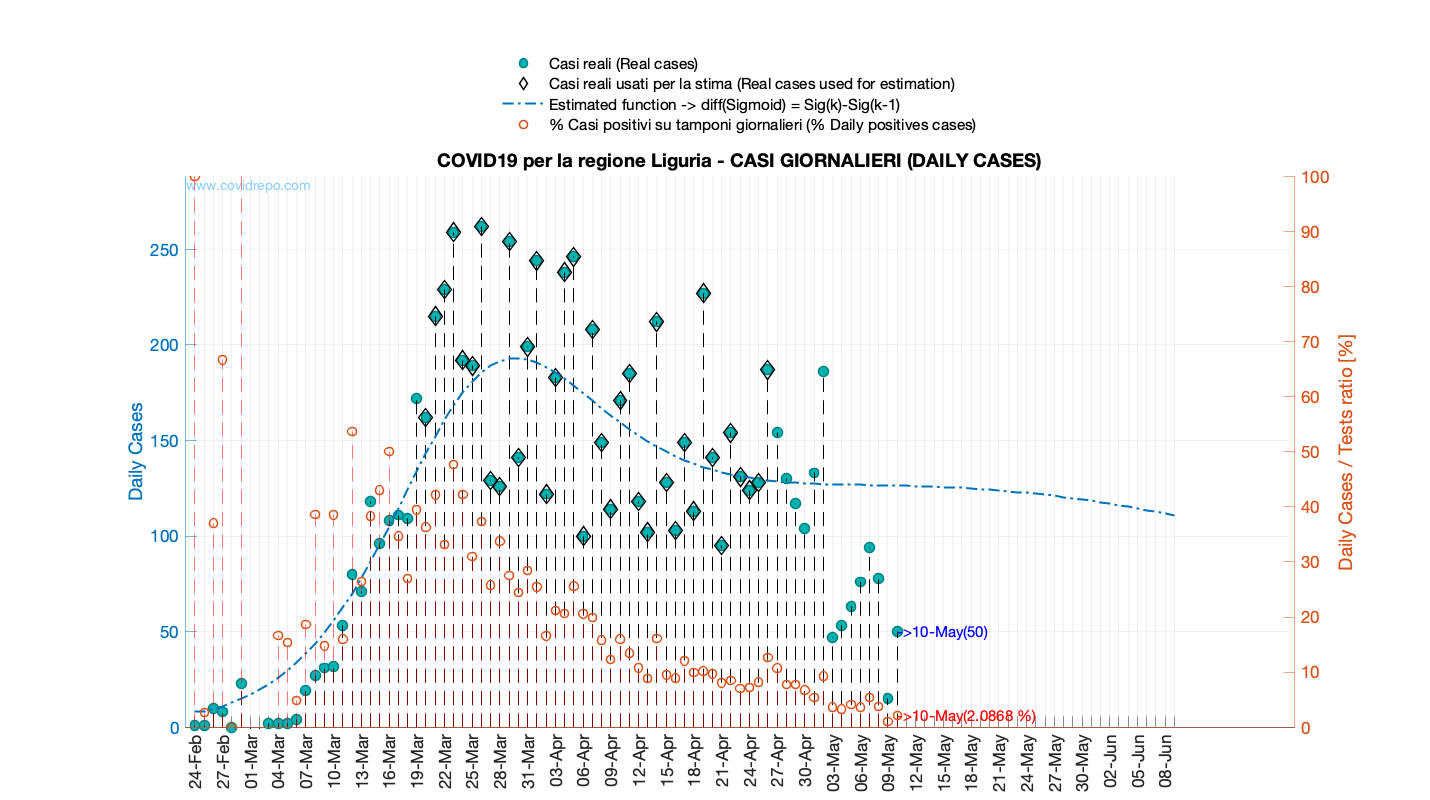 Casi reali (Real cases)
Casi reali usati per la stima (Real cases used for estimation)
Estimated function -> diff(Sigmoid) = Sig(k)-Sig(k-1)
% Casi positivi su tamponi giornalieri (% Daily positives cases)
COVID19 per la regione Liguria - CASI GIORNALIERI (DAILY CASES)
www.covidrepo.com
Daily Cases
250
200
150
100
50
0
100
90
80
70
60
50
40
30
20
10
0
Daily Cases / Tests ratio [%]
->10-May(50)
->10-May(2.0868 %)
24-Feb
27-Feb
01-Mar
04-Mar
07-Mar
10-Mar
13-Mar
16-Mar
19-Mar
22-Mar
25-Mar
28-Mar
31-Mar
03-Apr
06-Apr
09-Apr
12-Apr
15-Apr
18-Apr
21-Apr
24-Apr
27-Apr
30-Apr
03-May
06-May
09-May
12-May
15-May
18-May
21-May
24-May
27-May
30-May
02-Jun
05-Jun
08-Jun